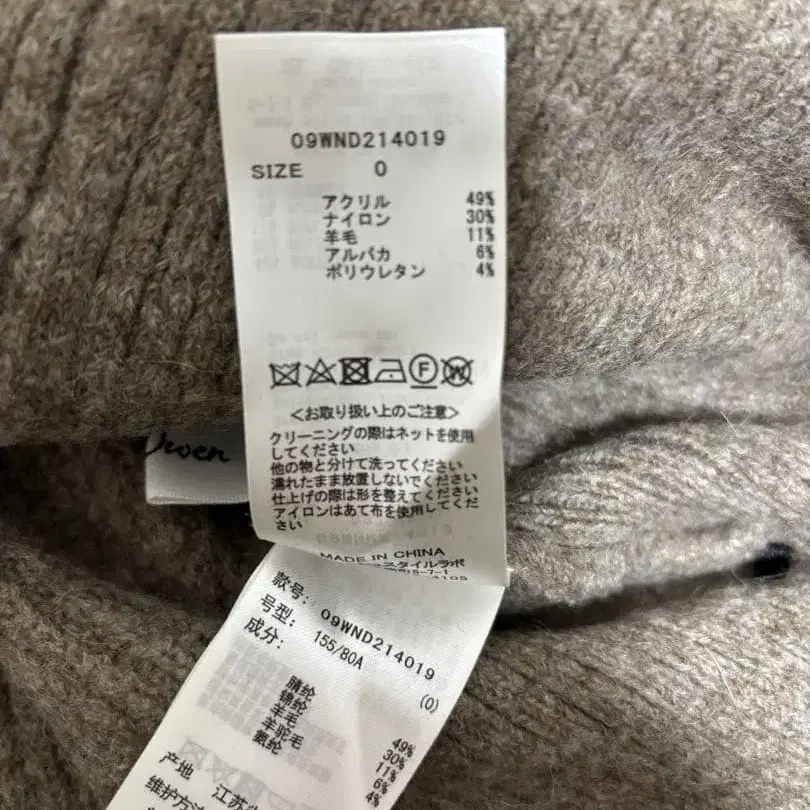 09WND214019
SIZE 0
アクリル 49%
ナイロン 30%
羊毛 11%
アルパカ 6%
ポリウレタン 4%
F W
<お取り扱い上のご注意>
クリーニングの際はネットを使用
してください
他の物と分けて洗ってください
濡れたまま放置しないでください
仕上げの際は形を整えてください
アイロンはあて布を使用してくだ
さい
MADE IN CHINA
スタイルラボ
款号: 09WND214019
号型: 155/80A (0)
成分:
腈纶 49%
锦纶 30%
羊毛 11%
羊驼毛 6%
氨纶 4%
产地 江苏
维护方法